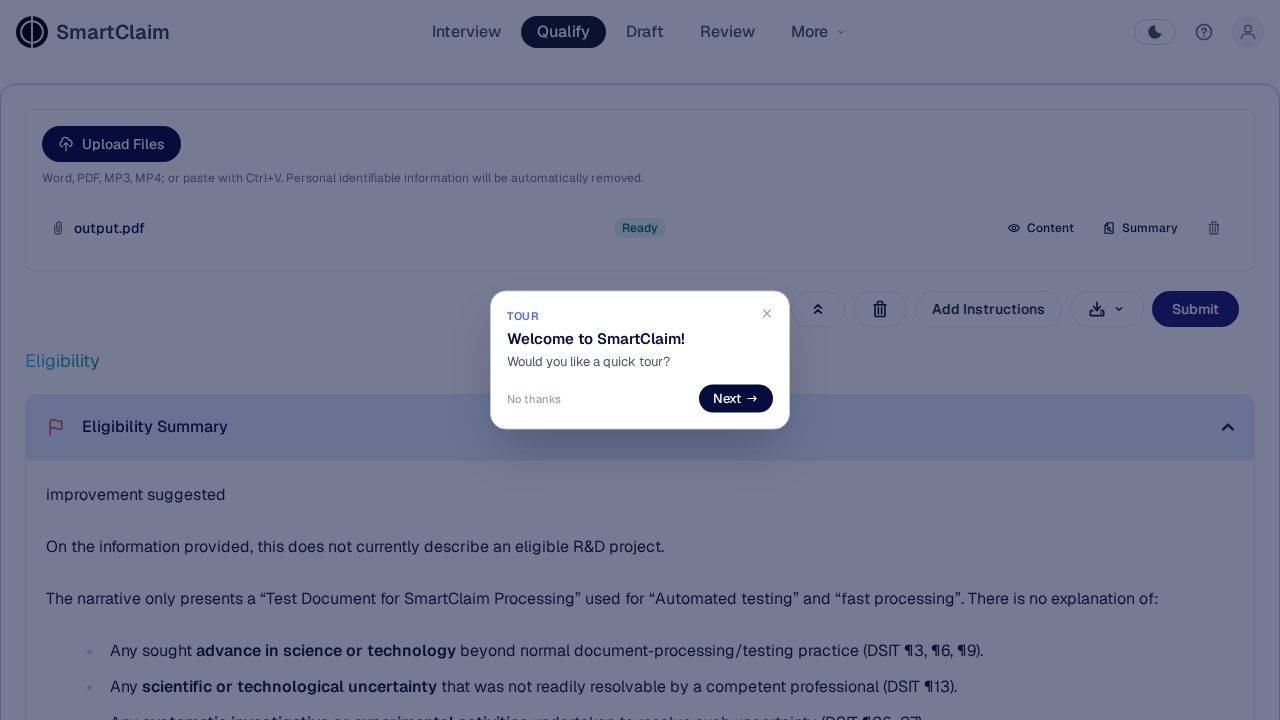 SmartClaim
Interview
Qualify
Draft
Review
More
Upload Files
Word, PDF, MP3, MP4; or paste with Ctrl+V. Personal identifiable information will be automatically removed.
output.pdf
Ready
Content
Summary
Add Instructions
Submit
TOUR
Welcome to SmartClaim!
Would you like a quick tour?
No thanks
Next →
Eligibility
Eligibility Summary
improvement suggested
On the information provided, this does not currently describe an eligible R&D project.
The narrative only presents a “Test Document for SmartClaim Processing” used for “Automated testing” and “fast processing”. There is no explanation of:
Any sought advance in science or technology beyond normal document-processing/testing practice (DSIT ¶3, ¶6, ¶9).
Any scientific or technological uncertainty that was not readily resolvable by a competent professional (DSIT ¶13).